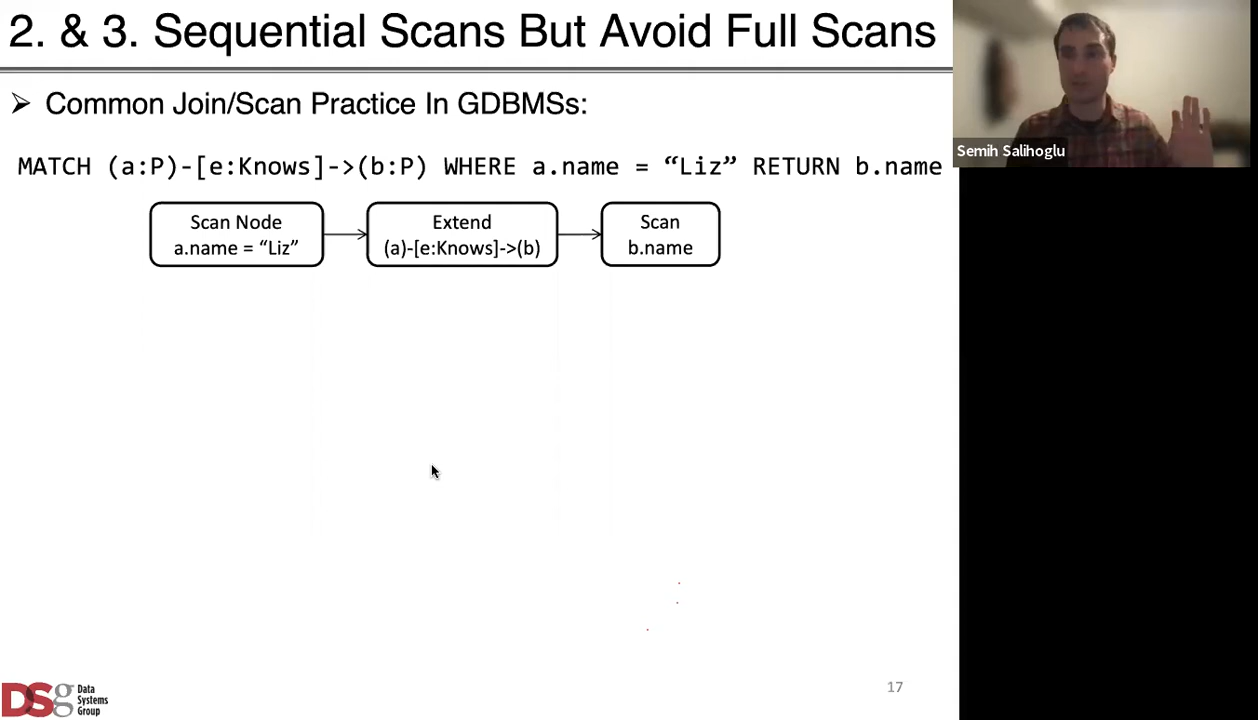 2. & 3. Sequential Scans But Avoid Full Scans
Semih Salihoglu
➢ Common Join/Scan Practice In GDBMSs:
MATCH (a:P)-[e:Knows]->(b:P) WHERE a.name = “Liz” RETURN b.name
Scan Node
a.name = “Liz”
Extend
(a)-[e:Knows]->(b)
Scan
b.name
DSg Data
Systems
Group
17